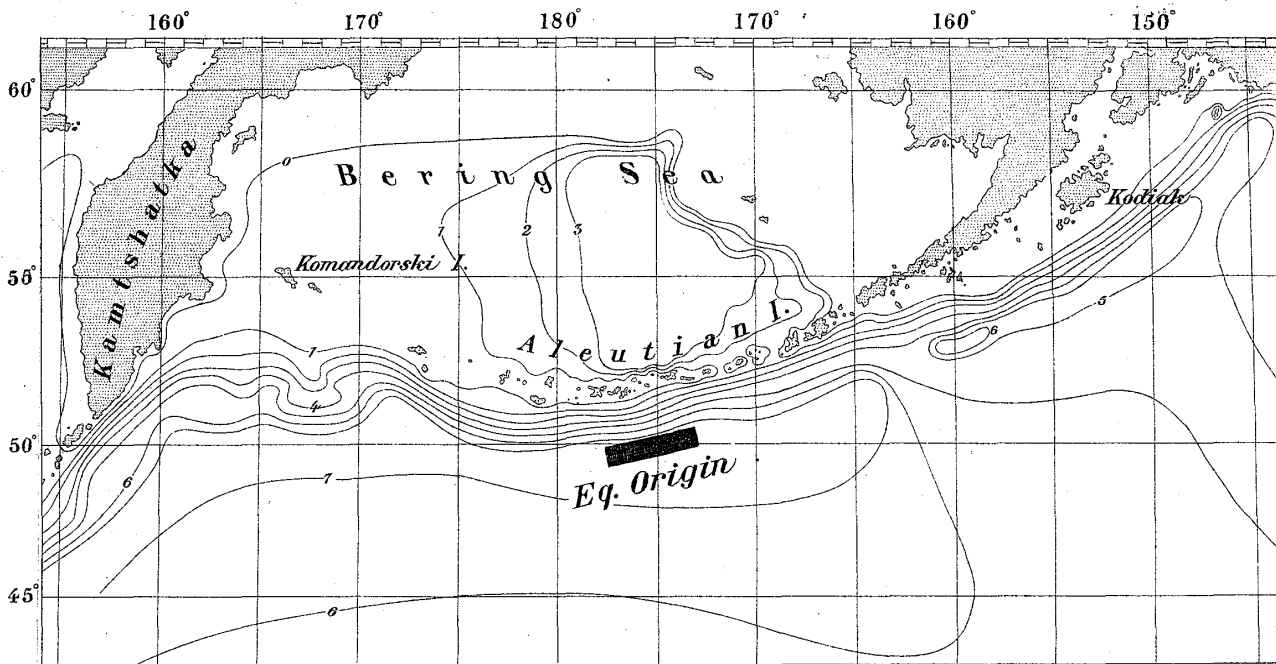 160° 170° 180° 170° 160° 150°
60°
0
Bering Sea
Kamtshatka
Kodiak
1 2 3
Komandorski I.
55°
5
Aleutian I.
6
1
4
50°
Eq. Origin
6
7
45°
6